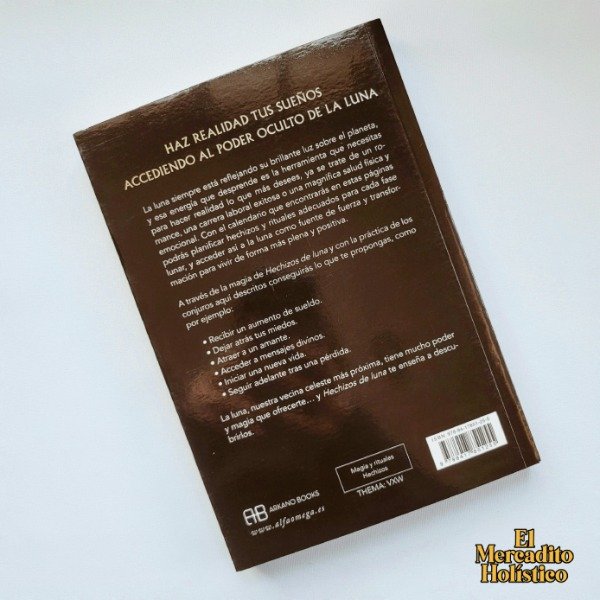 HAZ REALIDAD TUS SUEÑOS
ACCEDIENDO AL PODER OCULTO DE LA LUNA
La luna siempre está reflejando su brillante luz sobre el planeta,
y esa energía que desprende es la herramienta que necesitas
para hacer realidad lo que más desees, ya se trate de un ro-
mance, una carrera laboral exitosa o una magnífica salud física y
emocional. Con el calendario que encontrarás en estas páginas
podrás planificar hechizos y rituales adecuados para cada fase
lunar, y acceder así a la luna como fuente de fuerza y transfor-
mación para vivir de forma más plena y positiva.
A través de la magia de Hechizos de luna y con la práctica de los
conjuros aquí descritos conseguirás lo que te propongas, como
por ejemplo:
• Recibir un aumento de sueldo.
• Dejar atrás tus miedos.
• Atraer a un amante.
• Acceder a mensajes divinos.
• Iniciar una nueva vida.
• Seguir adelante tras una pérdida.
La luna, nuestra vecina celeste más próxima, tiene mucho poder
y magia que ofrecerte... y Hechizos de luna te enseña a descu-
brirlos.
ISBN:
Magia y rituales
Hechizos
THEMA: VXW
AB ARKANO BOOKS
www.alfaomega.es
El
Mercadito
Holístico